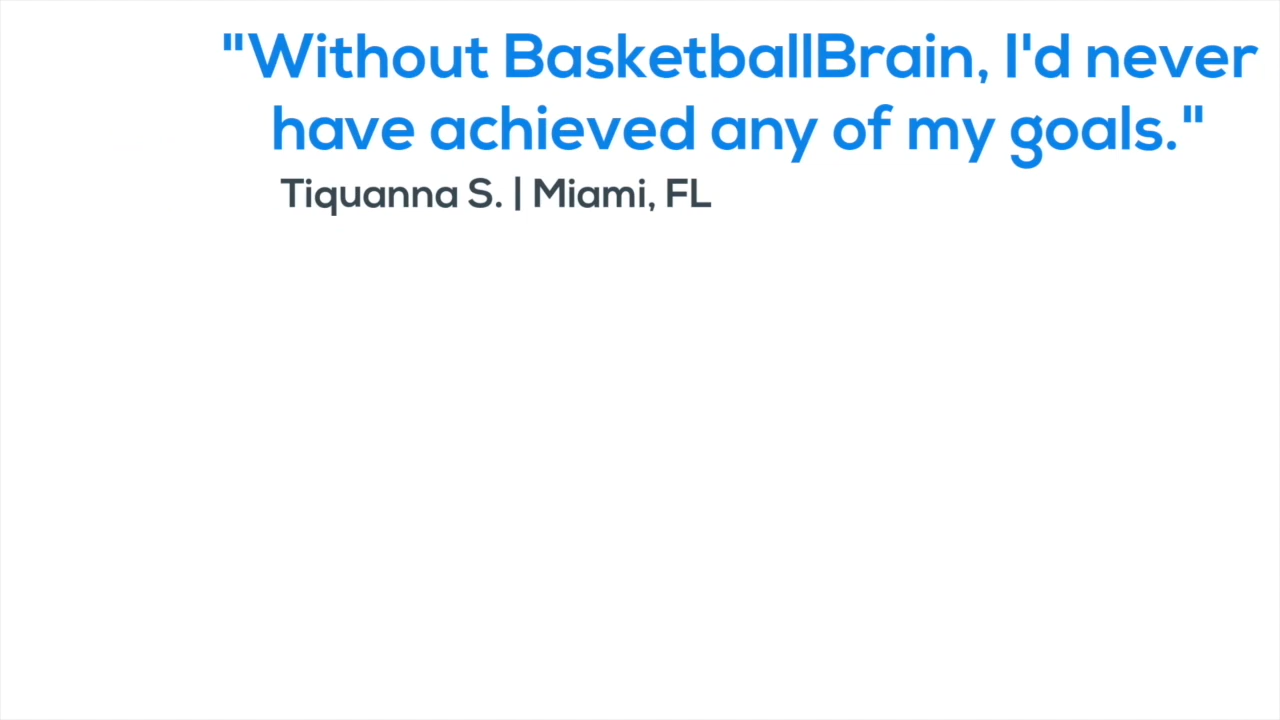 "Without BasketballBrain, I'd never
have achieved any of my goals."
Tiquanna S. | Miami, FL